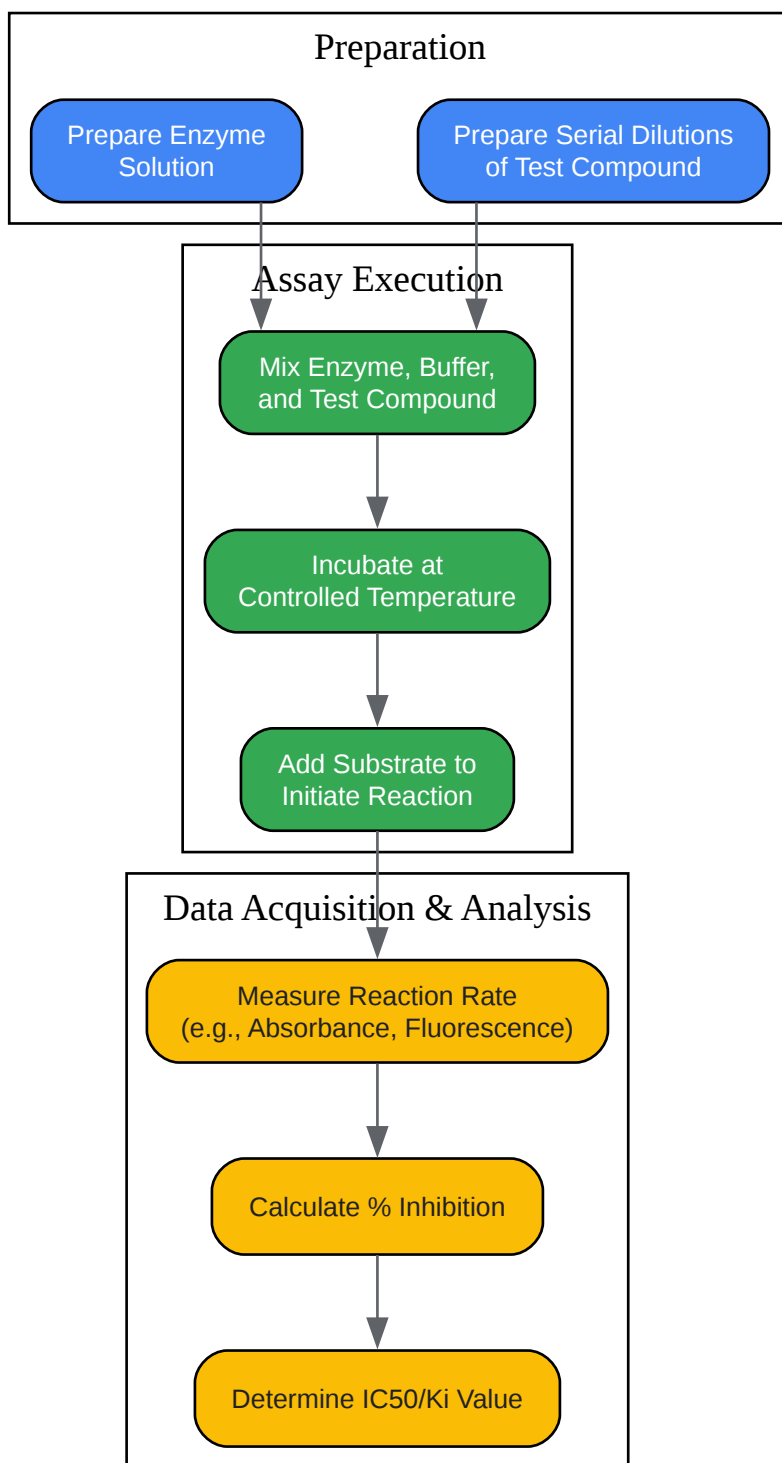 Preparation
Prepare Enzyme
Solution
Prepare Serial Dilutions
of Test Compound
Assay Execution
Mix Enzyme, Buffer,
and Test Compound
Incubate at
Controlled Temperature
Add Substrate to
Initiate Reaction
Data Acquisition & Analysis
Measure Reaction Rate
(e.g., Absorbance, Fluorescence)
Calculate % Inhibition
Determine IC50/Ki Value